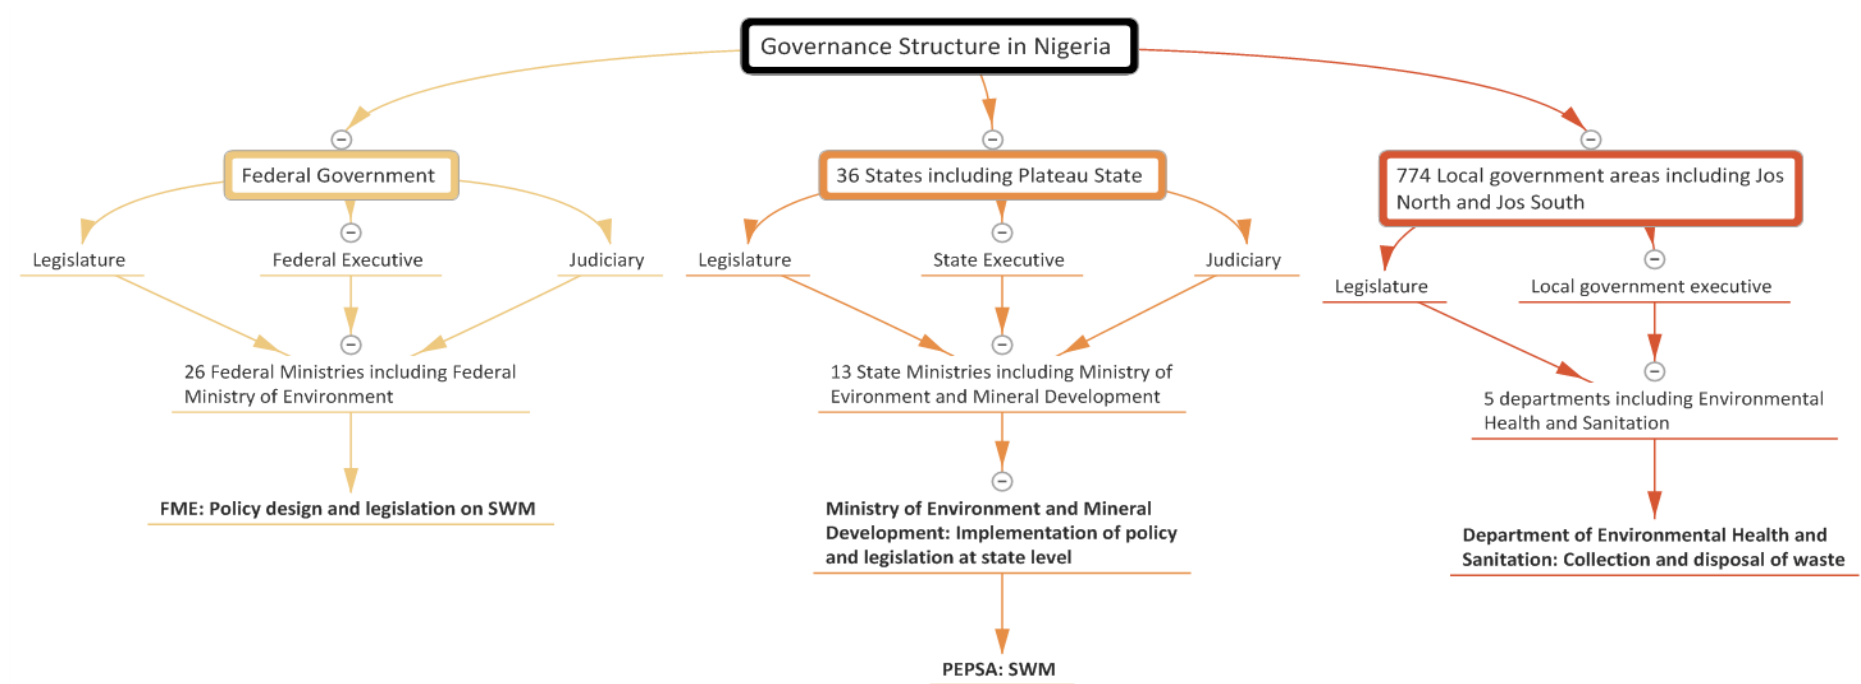 Governance Structure in Nigeria
Federal Government
36 States including Plateau State
774 Local government areas including Jos
North and Jos South
Legislature
Federal Executive
Judiciary
Legislature
State Executive
Judiciary
Legislature
Local government executive
26 Federal Ministries including Federal
Ministry of Environment
13 State Ministries including Ministry of
Evironment and Mineral Development
5 departments including Environmental
Health and Sanitation
FME: Policy design and legislation on SWM
Ministry of Environment and Mineral
Development: Implementation of policy
and legislation at state level
Department of Environmental Health and
Sanitation: Collection and disposal of waste
PEPSA: SWM